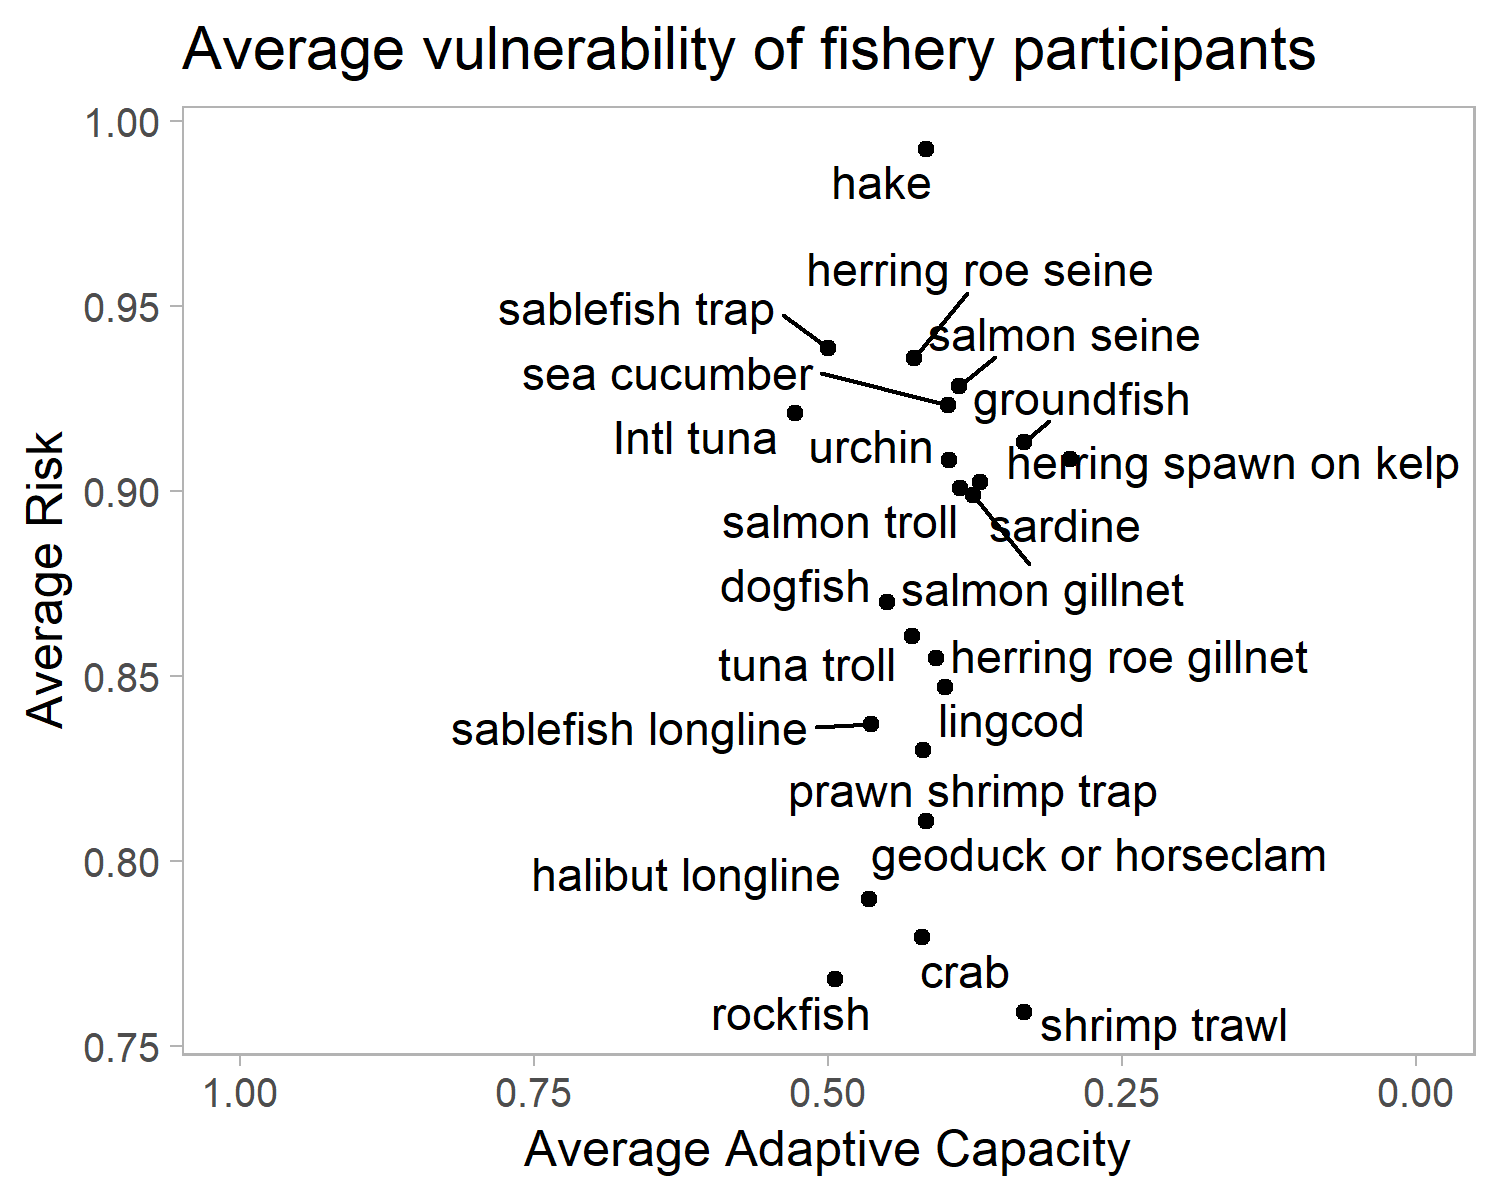 Average vulnerability of fishery participants
1.00
hake
herring roe seine
0.95
sablefish trap
salmon seine
sea cucumber
groundfish
Intl tuna
urchin
herring spawn on kelp
0.90
salmon troll
sardine
dogfish
salmon gillnet
tuna troll
herring roe gillnet
0.85
lingcod
sablefish longline
prawn shrimp trap
geoduck or horseclam
0.80
halibut longline
crab
rockfish
shrimp trawl
0.75
Average Risk
1.00 0.75 0.50 0.25 0.00
Average Adaptive Capacity